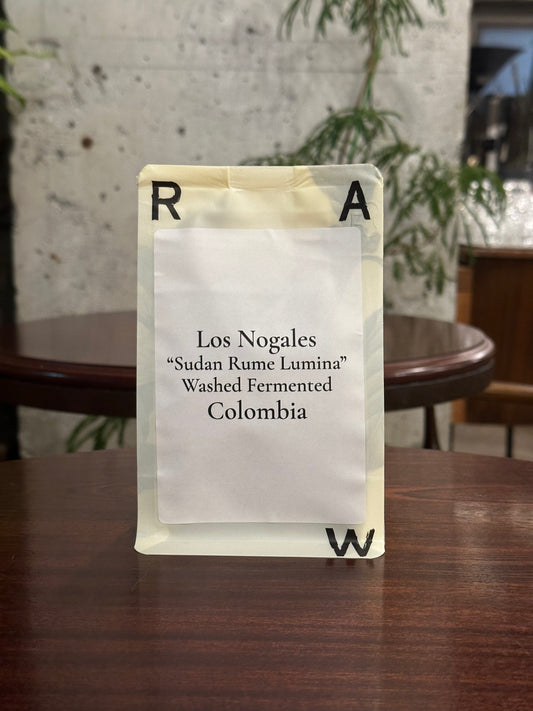 R A
Los Nogales
“Sudan Rume Lumina”
Washed Fermented
Colombia
W